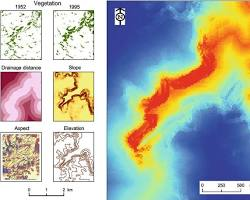 Vegetation
1952 1995
Drainage distance Slope
Aspect Elevation
0 1 2 km
0 250 500